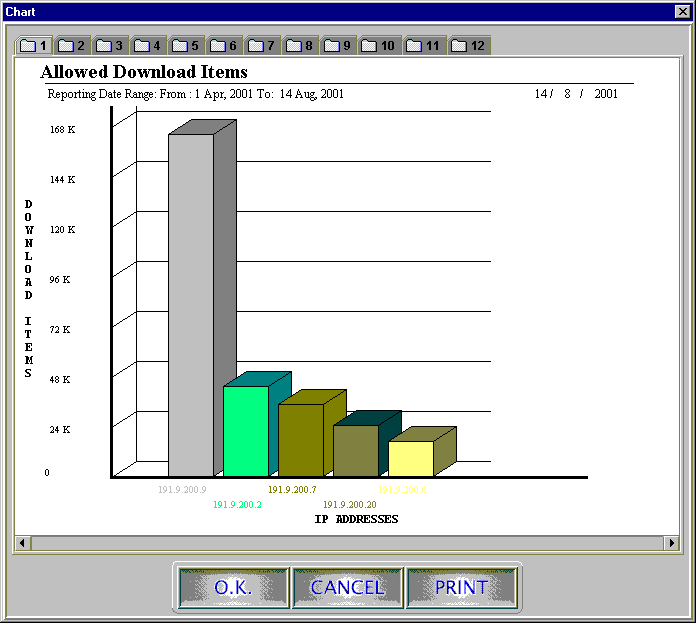 Chart
1 2 3 4 5 6 7 8 9 10 11 12
Allowed Download Items
Reporting Date Range: From : 1 Apr, 2001 To: 14 Aug, 2001 14 / 8 / 2001
168 K
144 K
120 K
96 K
72 K
48 K
24 K
0
DOWNLOAD ITEMS
191.9.200.9 191.9.200.7
191.9.200.2 191.9.200.20
IP ADDRESSES
O.K. CANCEL PRINT